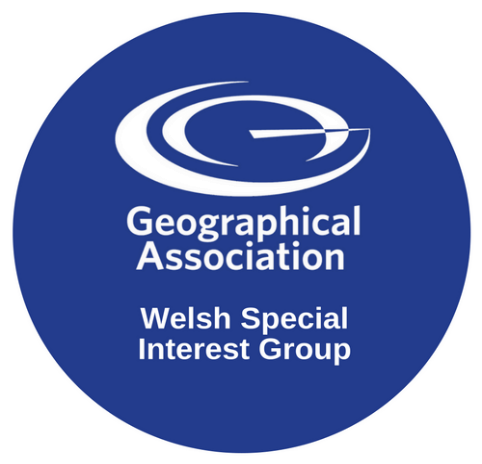 Geographical
Association
Welsh Special
Interest Group